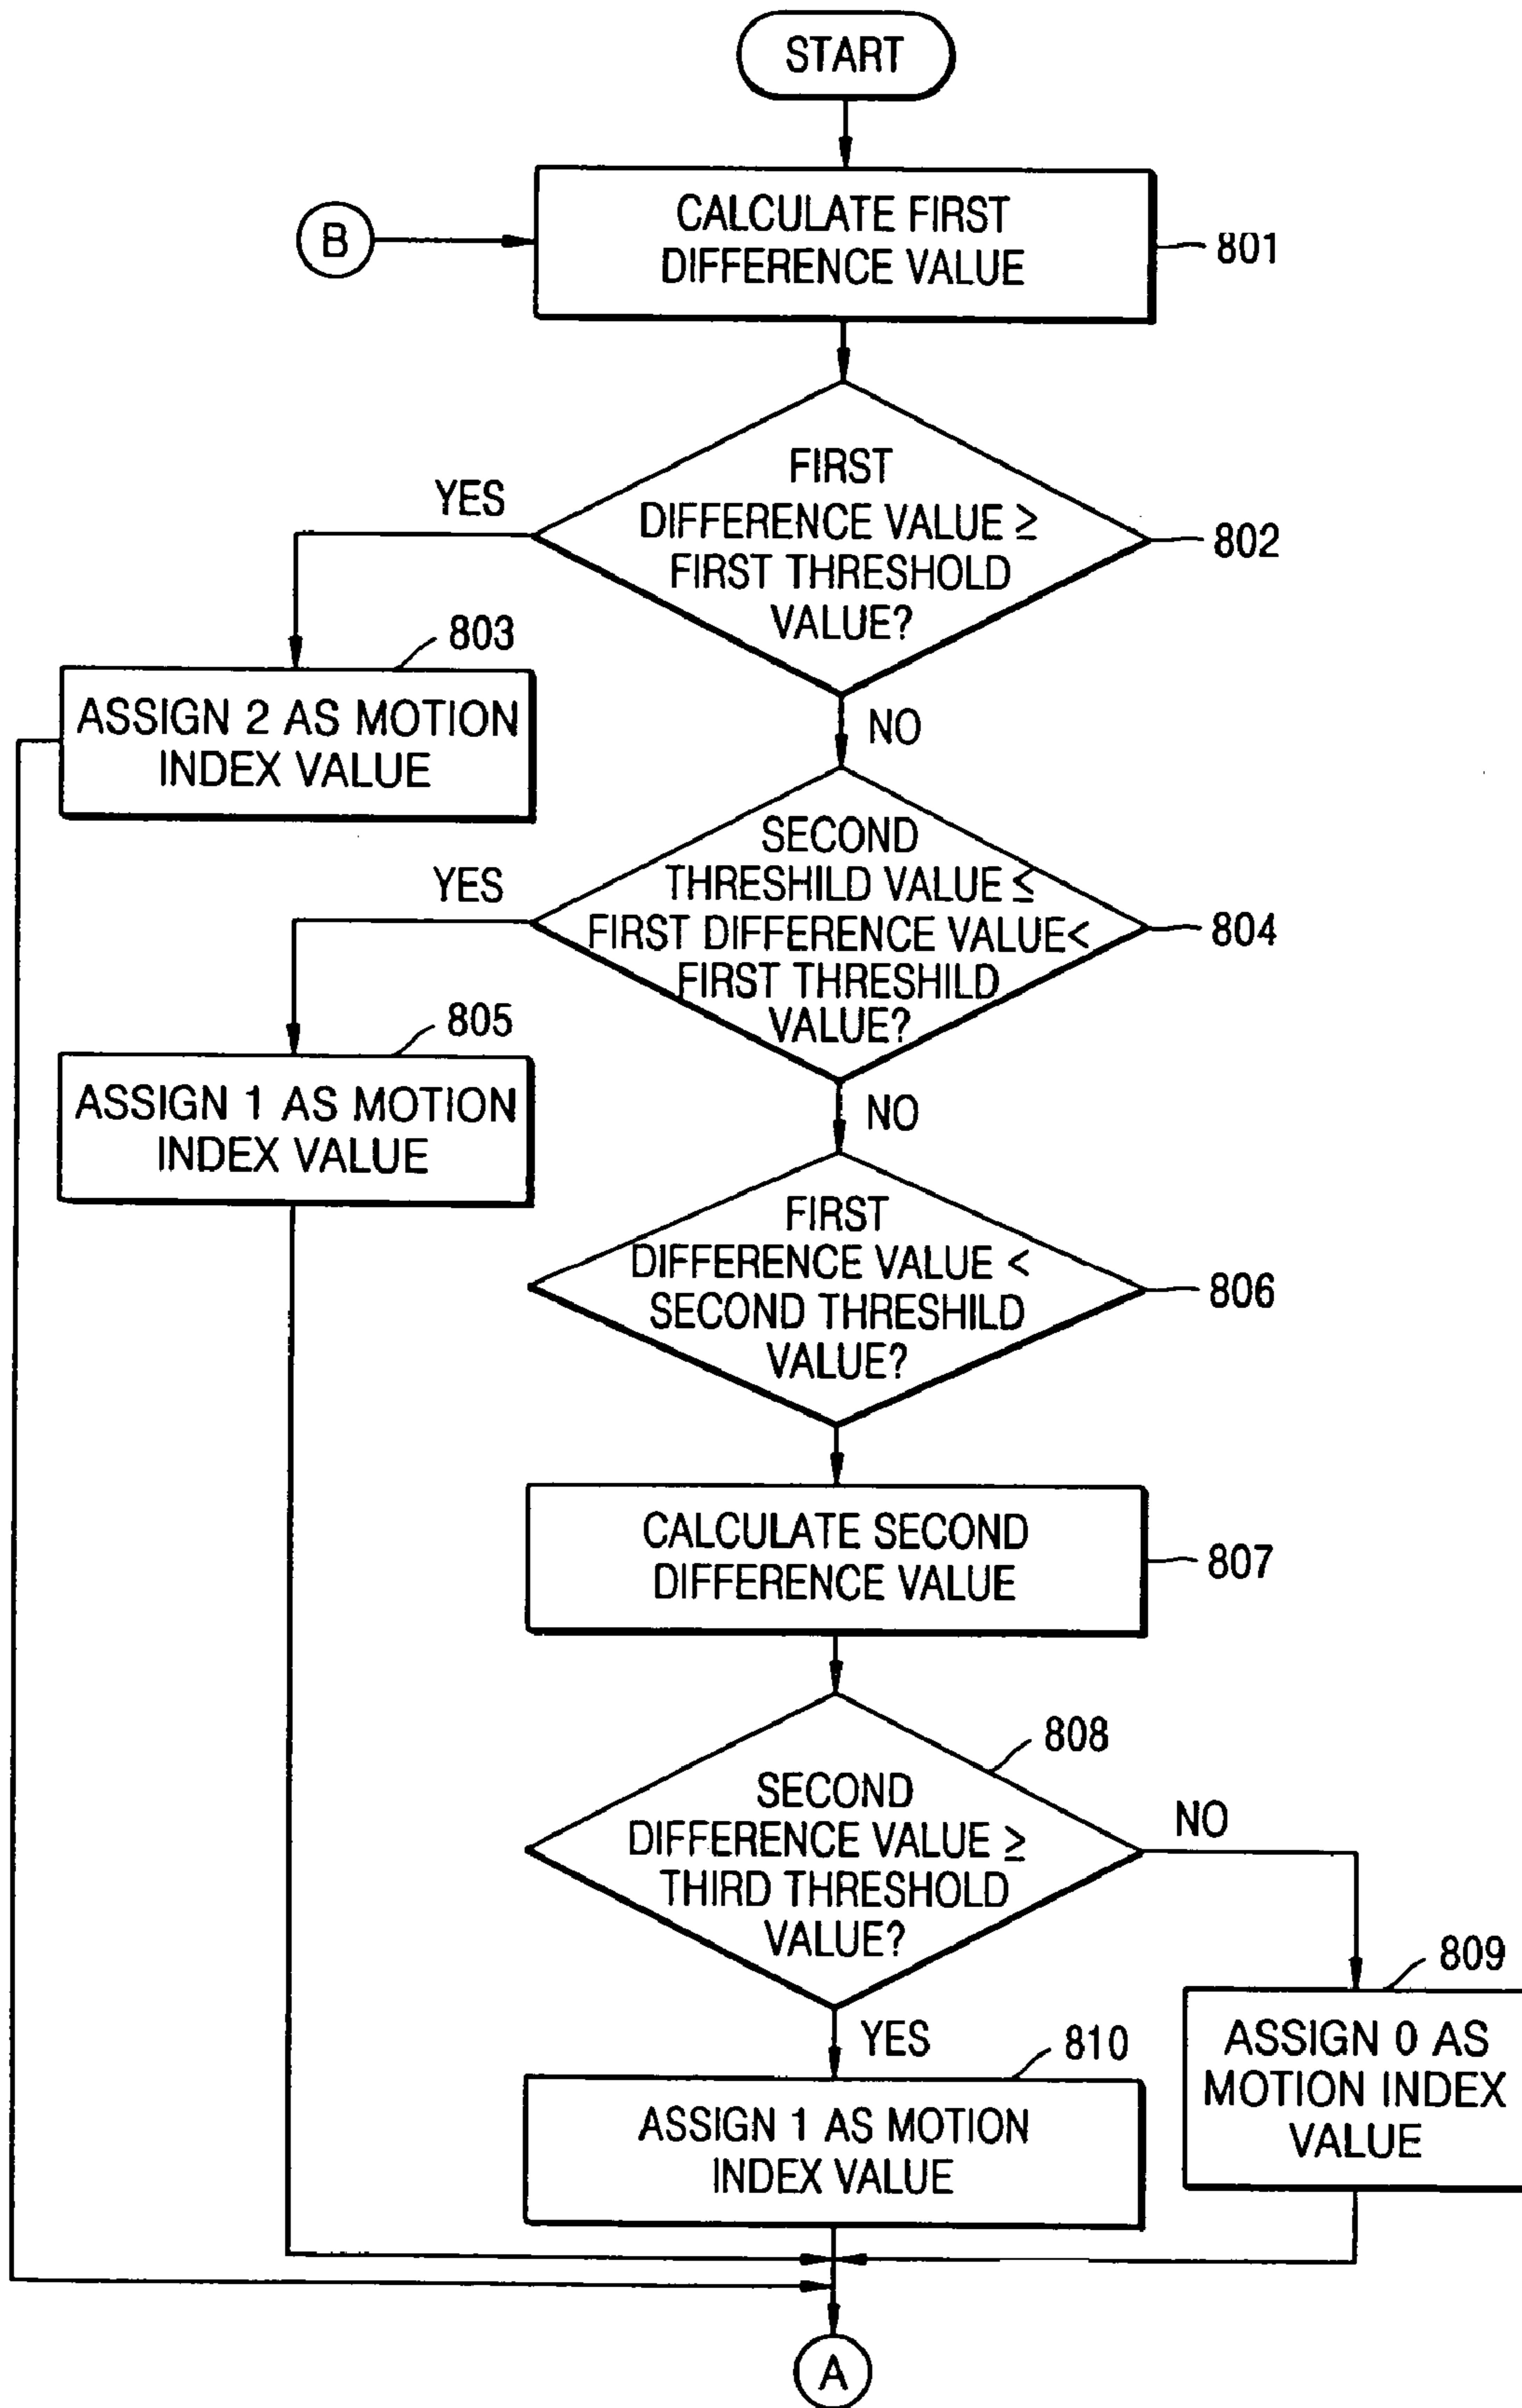 START
B
CALCULATE FIRST
DIFFERENCE VALUE
801
FIRST
DIFFERENCE VALUE ≥
FIRST THRESHOLD
VALUE?
802
YES
NO
803
ASSIGN 2 AS MOTION
INDEX VALUE
SECOND
THRESHILD VALUE ≤
FIRST DIFFERENCE VALUE<
FIRST THRESHILD
VALUE?
804
YES
NO
805
ASSIGN 1 AS MOTION
INDEX VALUE
FIRST
DIFFERENCE VALUE <
SECOND THRESHILD
VALUE?
806
CALCULATE SECOND
DIFFERENCE VALUE
807
808
SECOND
DIFFERENCE VALUE ≥
THIRD THRESHOLD
VALUE?
NO
YES
809
ASSIGN 0 AS
MOTION INDEX
VALUE
810
ASSIGN 1 AS MOTION
INDEX VALUE
A